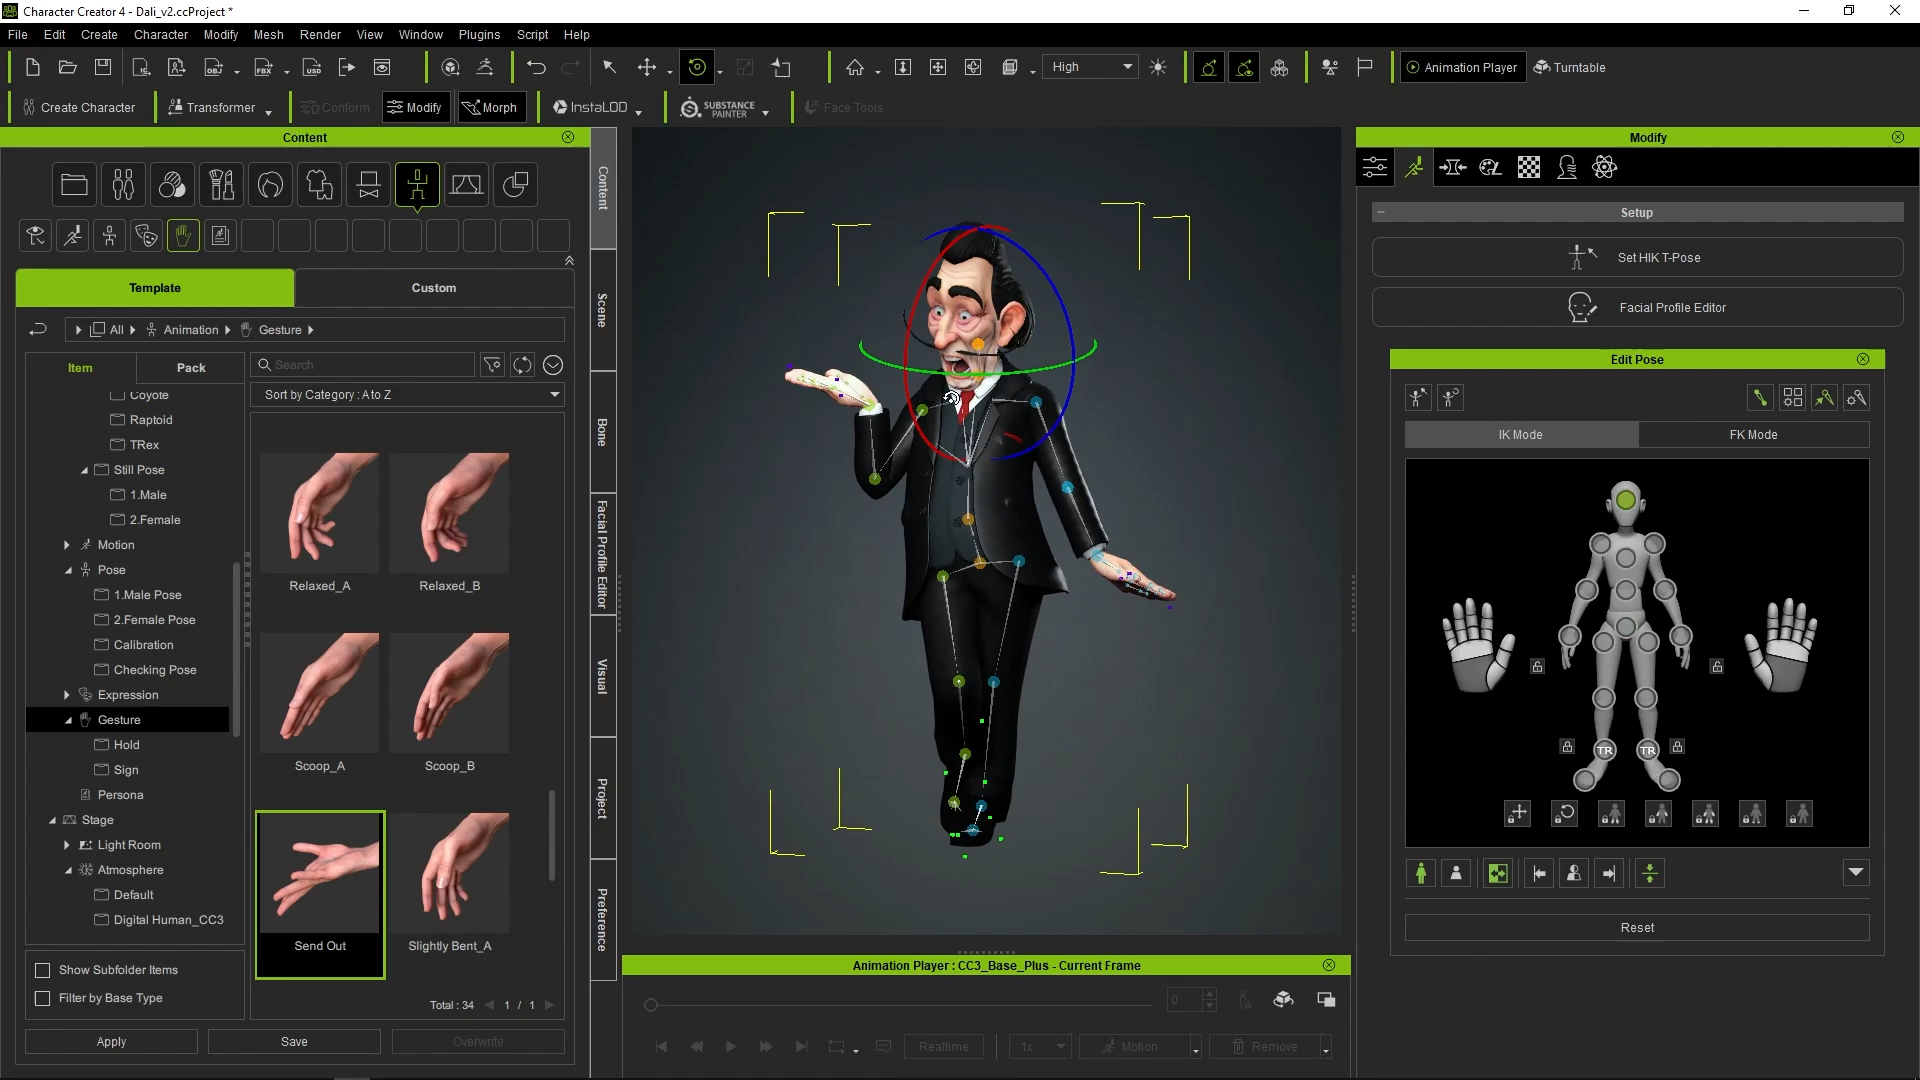 Character Creator 4 - Dali_v2.ccProject *
File Edit Create Character Modify Mesh Render View Window Plugins Script Help
OBJ FBX USD High Animation Player Turntable
Create Character Transformer Conform Modify Morph InstaLOD SUBSTANCE PAINTER Face Tools
Content
Template Custom
All Animation Gesture
Item Pack Search
Sort by Category : A to Z
Coyote
Raptoid
TRex
Still Pose
1.Male
2.Female
Motion
Pose
1.Male Pose
2.Female Pose
Calibration
Checking Pose
Expression
Gesture
Hold
Sign
Persona
Stage
Light Room
Atmosphere
Default
Digital Human_CC3
Relaxed_A Relaxed_B
Scoop_A Scoop_B
Send Out Slightly Bent_A
Show Subfolder Items
Filter by Base Type
Total : 34 1 / 1
Apply Save Overwrite
Content
Scene
Bone
Facial Profile Editor
Visual
Project
Preference
Animation Player : CC3_Base_Plus - Current Frame
0
Realtime 1x Motion Remove
Modify
Setup
Set HIK T-Pose
Facial Profile Editor
Edit Pose
IK Mode FK Mode
TR TR
Reset